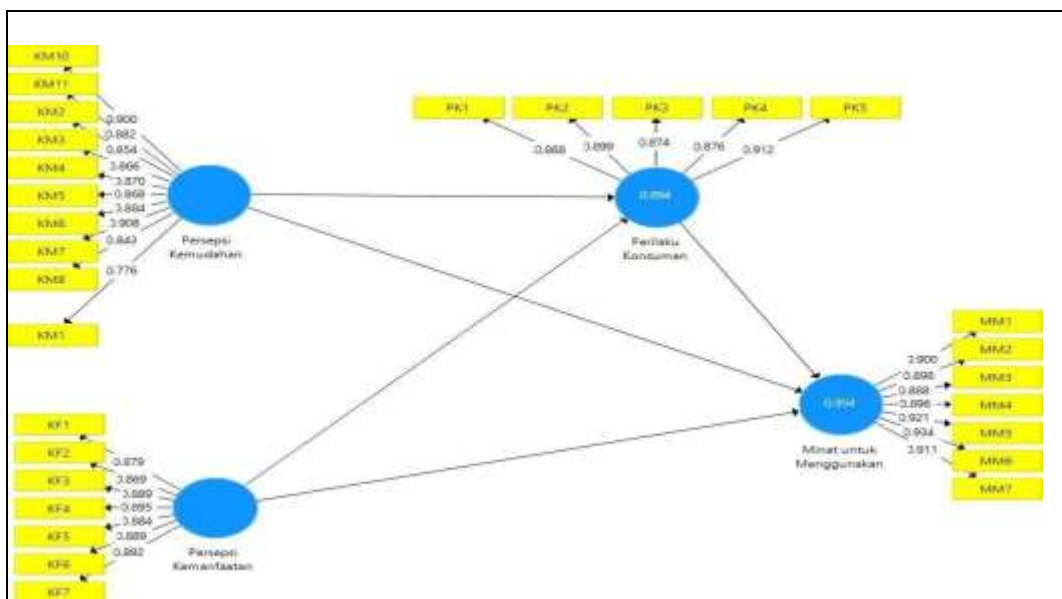 KM10
KM11
KM2
KM3
KM4
KM5
KM6
KM7
KM8
KM1
0.900
0.882
0.854
0.866
0.870
0.868
0.884
0.908
0.843
0.776
Persepsi
Kemudahan
PK1
PK2
PK3
PK4
PK5
0.868
0.899
0.874
0.876
0.912
0.894
Perilaku
Konsuman
MM1
MM2
MM3
MM4
MM5
MM6
MM7
0.900
0.898
0.888
0.896
0.921
0.934
0.911
0.954
Minat untuk
Menggunakan
KF1
KF2
KF3
KF4
KF5
KF6
KF7
0.879
0.869
0.889
0.895
0.884
0.889
0.892
Persepsi
Kemanfaatan